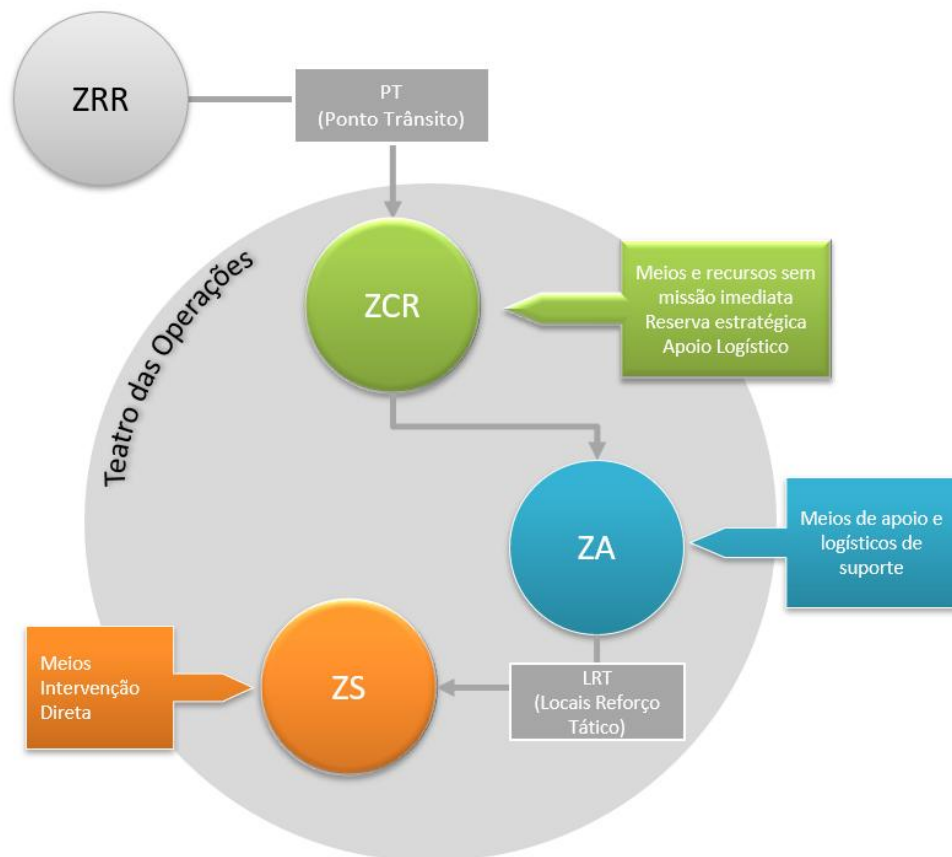 ZRR
PT
(Ponto Trânsito)
Teatro das Operações
ZCR
Meios e recursos sem
missão imediata
Reserva estratégica
Apoio Logístico
ZA
Meios de apoio e
logísticos de
suporte
Meios
Intervenção
Direta
ZS
LRT
(Locais Reforço
Tático)